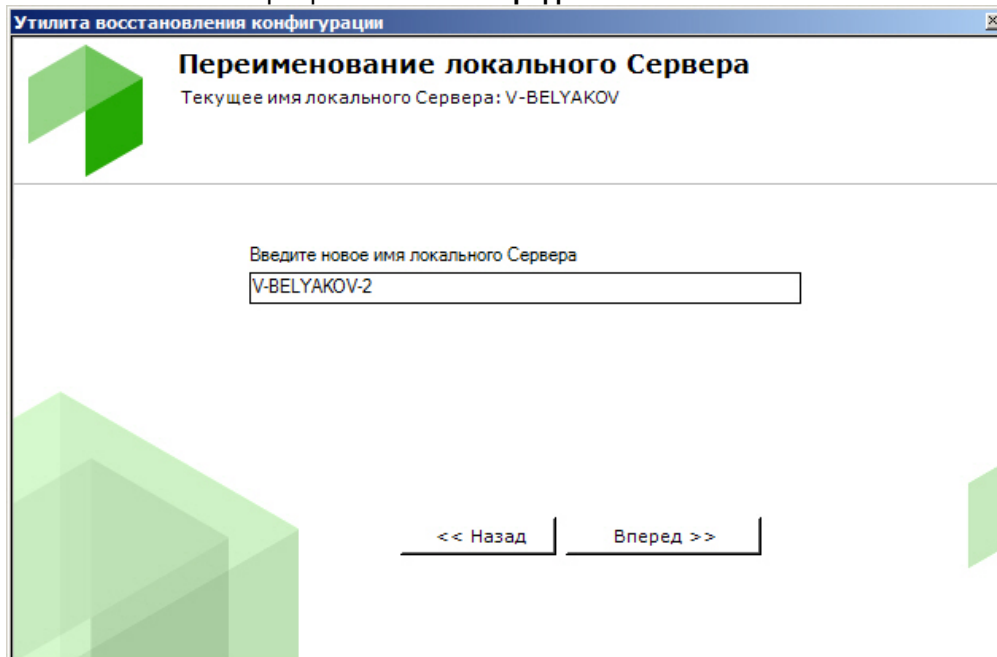 Утилита восстановления конфигурации
Переименование локального Сервера
Текущее имя локального Сервера: V-BELYAKOV
Введите новое имя локального Сервера
V-BELYAKOV-2
<< Назад
Вперед >>